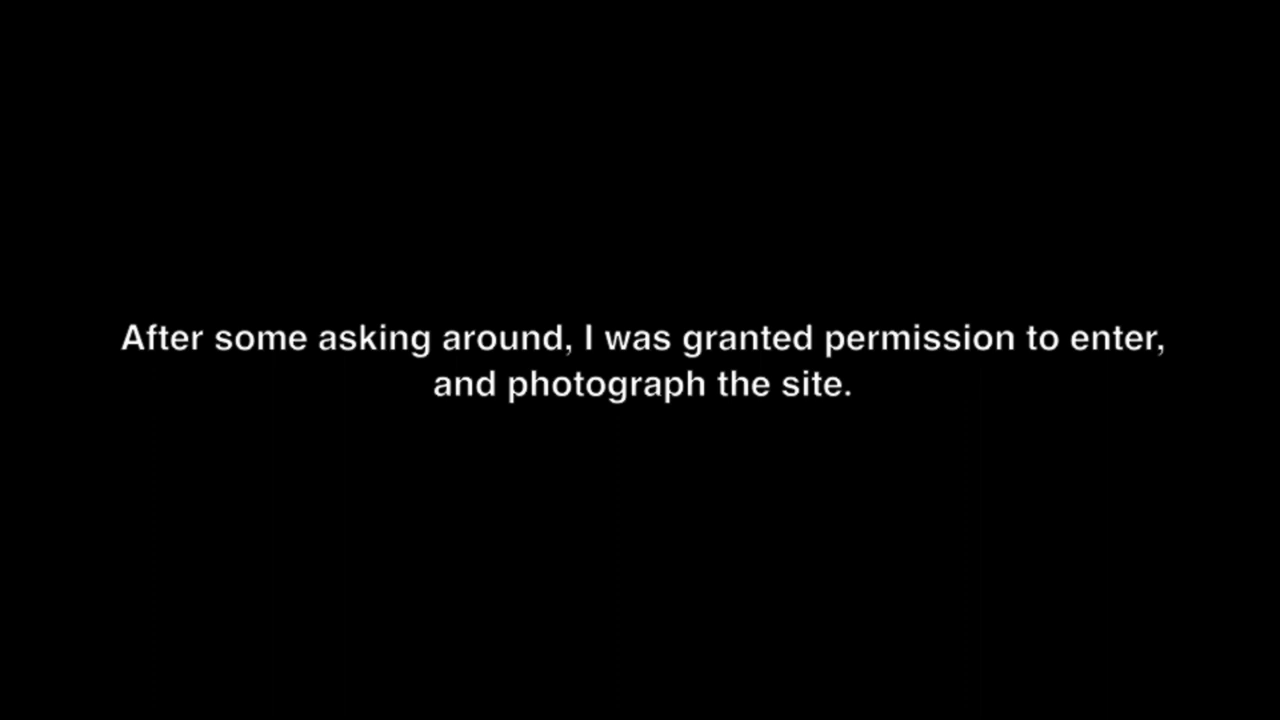 After some asking around, I was granted permission to enter,
and photograph the site.